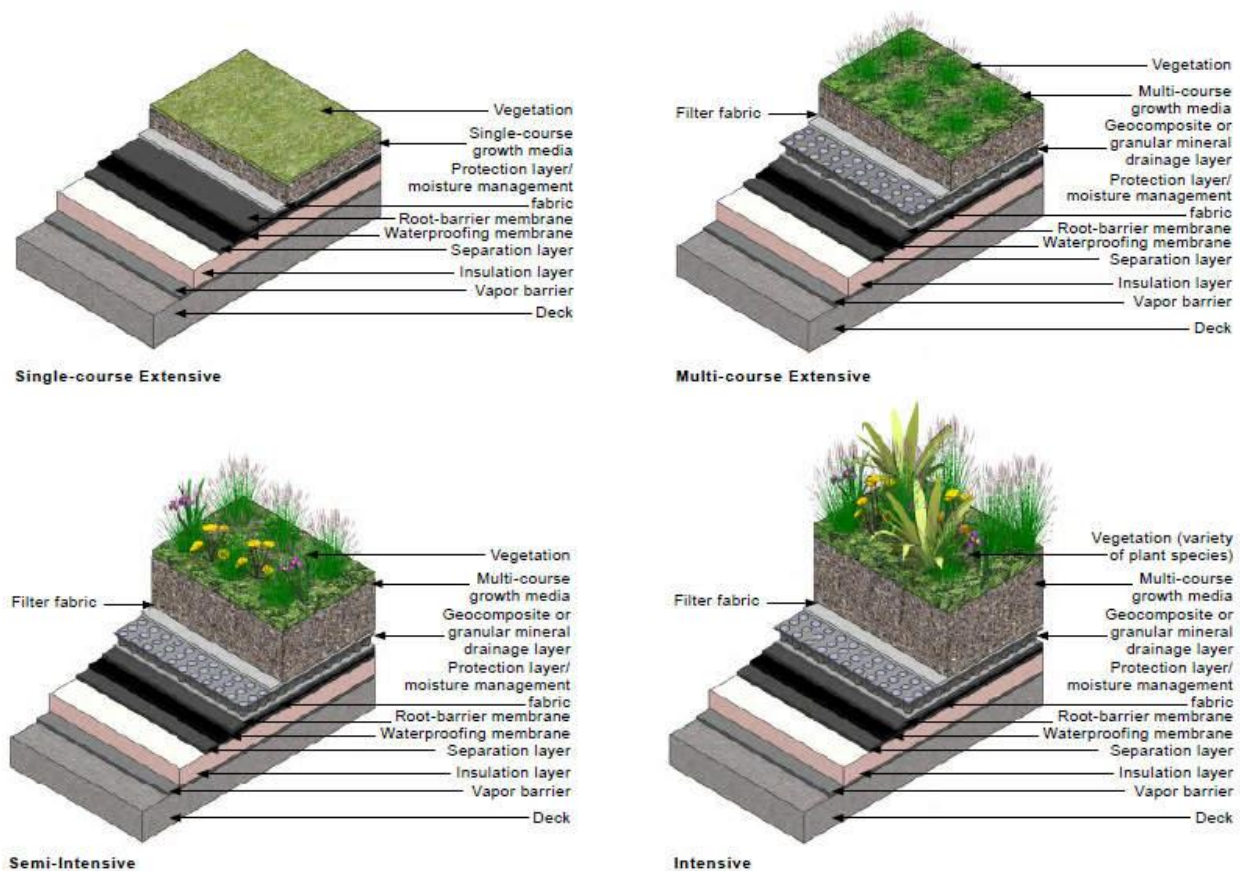 Vegetation
Single-course
growth media
Protection layer/
moisture management
fabric
Root-barrier membrane
Waterproofing membrane
Separation layer
Insulation layer
Vapor barrier
Deck
Single-course Extensive
Filter fabric
Vegetation
Multi-course
growth media
Geocomposite or
granular mineral
drainage layer
Protection layer/
moisture management
fabric
Root-barrier membrane
Waterproofing membrane
Separation layer
Insulation layer
Vapor barrier
Deck
Multi-course Extensive
Filter fabric
Vegetation
Multi-course
growth media
Geocomposite or
granular mineral
drainage layer
Protection layer/
moisture management
fabric
Root-barrier membrane
Waterproofing membrane
Separation layer
Insulation layer
Vapor barrier
Deck
Semi-Intensive
Filter fabric
Vegetation (variety
of plant species)
Multi-course
growth media
Geocomposite or
granular mineral
drainage layer
Protection layer/
moisture management
fabric
Root-barrier membrane
Waterproofing membrane
Separation layer
Insulation layer
Vapor barrier
Deck
Intensive